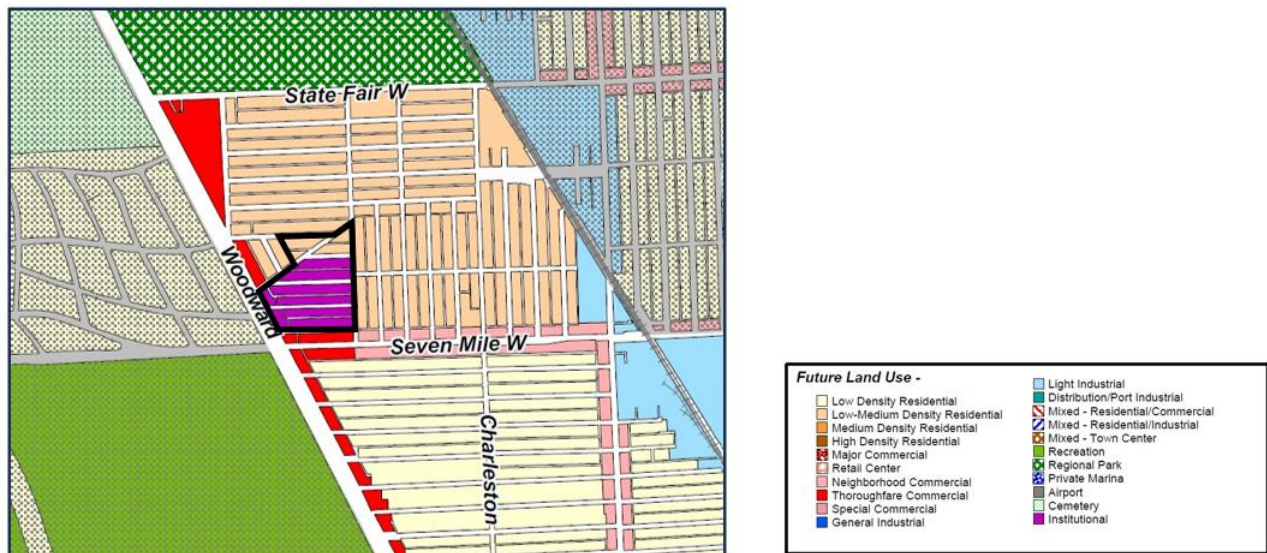 State Fair W
Woodward
Seven Mile W
Charleston
Future Land Use -
Low Density Residential
Low-Medium Density Residential
Medium Density Residential
High Density Residential
Major Commercial
Retail Center
Neighborhood Commercial
Thoroughfare Commercial
Special Commercial
General Industrial
Light Industrial
Distribution/Port Industrial
Mixed - Residential/Commercial
Mixed - Residential/Industrial
Mixed - Town Center
Recreation
Regional Park
Private Marina
Airport
Cemetery
Institutional